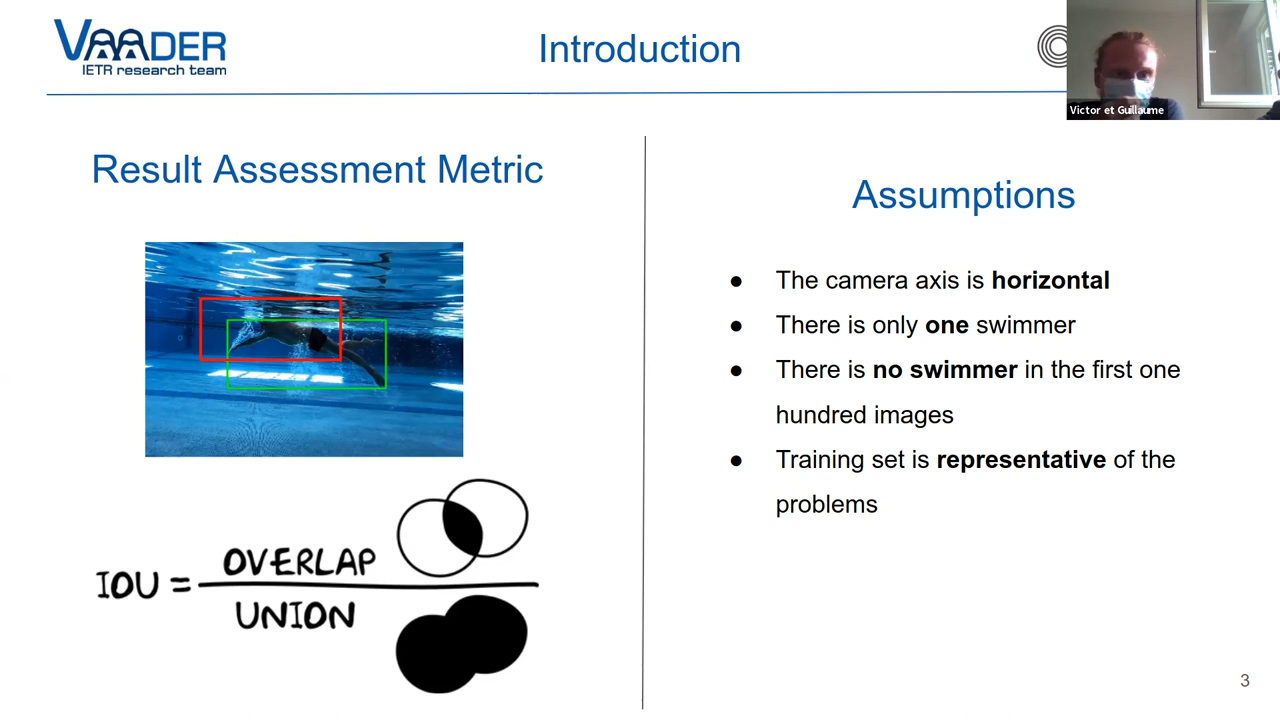 VAADER
IETR research team
Introduction
Victor et Guillaume
Result Assessment Metric
IOU = OVERLAP
UNION
Assumptions
● The camera axis is horizontal
● There is only one swimmer
● There is no swimmer in the first one
hundred images
● Training set is representative of the
problems
3